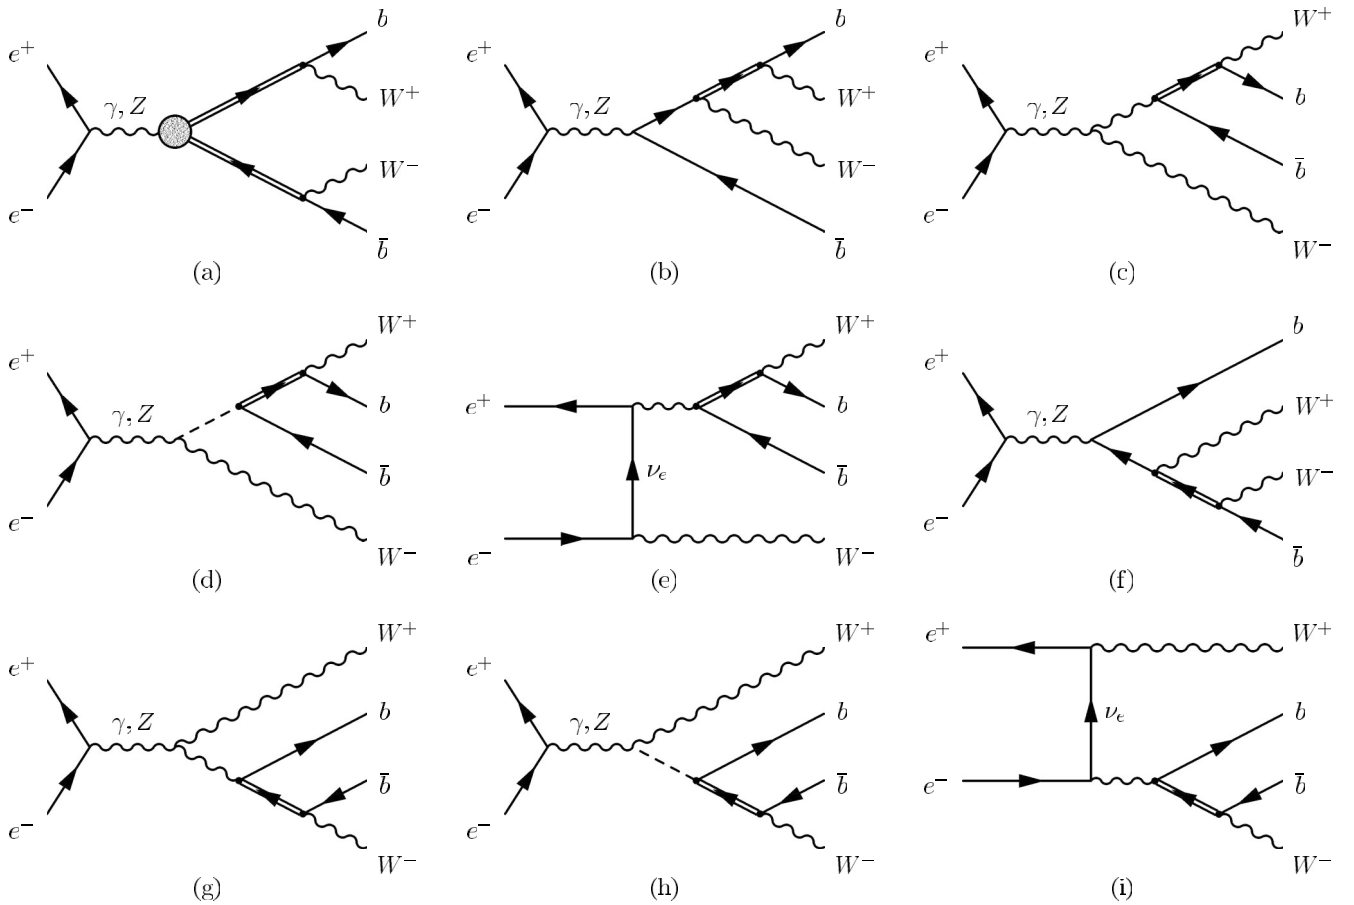 b b W⁺
e⁺ e⁺ e⁺
γ, Z W⁺ γ, Z W⁺ γ, Z b
W⁻ W⁻ b̄
e⁻ e⁻ e⁻
b̄ b̄ W⁻
(a) (b) (c)
W⁺ W⁺ b
e⁺ e⁺ e⁺
γ, Z b b γ, Z W⁺
b̄ νₑ b̄ W⁻
e⁻ e⁻ e⁻
W⁻ W⁻ b̄
(d) (e) (f)
W⁺ W⁺ e⁺ W⁺
e⁺ e⁺
γ, Z b γ, Z b νₑ b
b̄ b̄ e⁻ b̄
e⁻ e⁻
W⁻ W⁻ W⁻
(g) (h) (i)